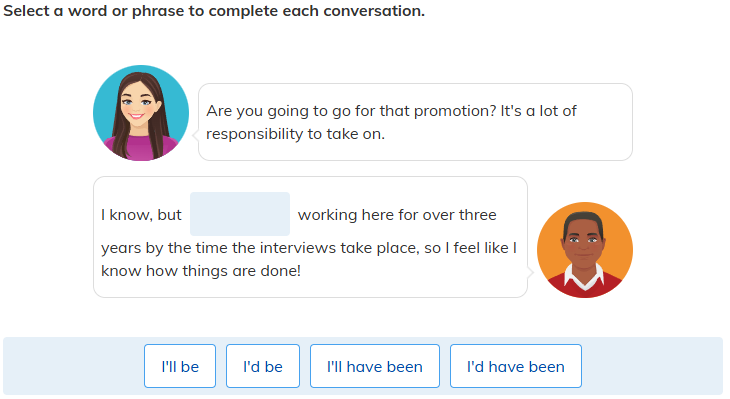 Select a word or phrase to complete each conversation.
Are you going to go for that promotion? It's a lot of
responsibility to take on.
I know, but working here for over three
years by the time the interviews take place, so I feel like I
know how things are done!
I'll be I'd be I'll have been I'd have been